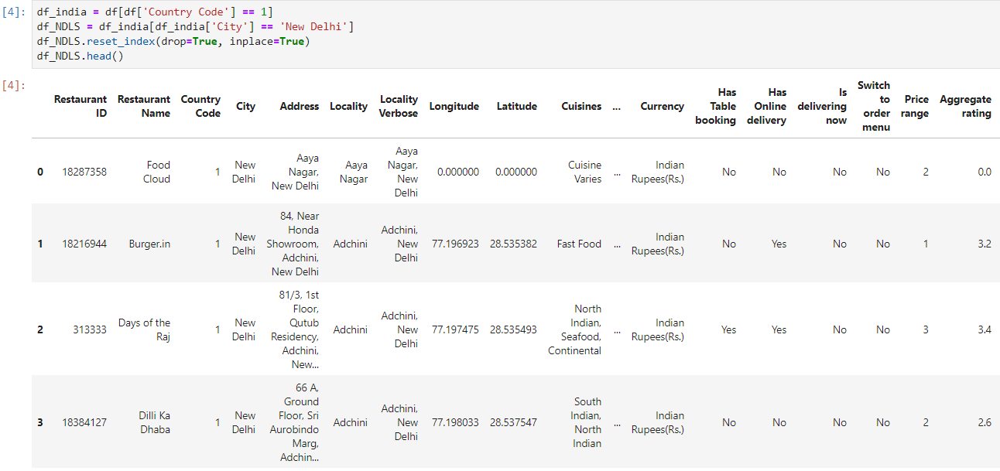 [4]: df_india = df[df['Country Code'] == 1]
df_NDLS = df_india[df_india['City'] == 'New Delhi']
df_NDLS.reset_index(drop=True, inplace=True)
df_NDLS.head()
[4]:
Restaurant ID Restaurant Name Country Code City Address Locality Locality Verbose Longitude Latitude Cuisines ... Currency Has Table booking Has Online delivery Is delivering now Switch to order menu Price range Aggregate rating
0 18287358 Food Cloud 1 New Delhi Aaya Nagar, New Delhi Aaya Nagar Aaya Nagar, New Delhi 0.000000 0.000000 Cuisine Varies ... Indian Rupees(Rs.) No No No No 2 0.0
1 18216944 Burger.in 1 New Delhi 84, Near Honda Showroom, Adchini, New Delhi Adchini Adchini, New Delhi 77.196923 28.535382 Fast Food ... Indian Rupees(Rs.) No Yes No No 1 3.2
2 313333 Days of the Raj 1 New Delhi 81/3, 1st Floor, Qutub Residency, Adchini, New... Adchini Adchini, New Delhi 77.197475 28.535493 North Indian, Seafood, Continental ... Indian Rupees(Rs.) Yes Yes No No 3 3.4
3 18384127 Dilli Ka Dhaba 1 New Delhi 66 A, Ground Floor, Sri Aurobindo Marg, Adchin... Adchini Adchini, New Delhi 77.198033 28.537547 South Indian, North Indian ... Indian Rupees(Rs.) No No No No 2 2.6